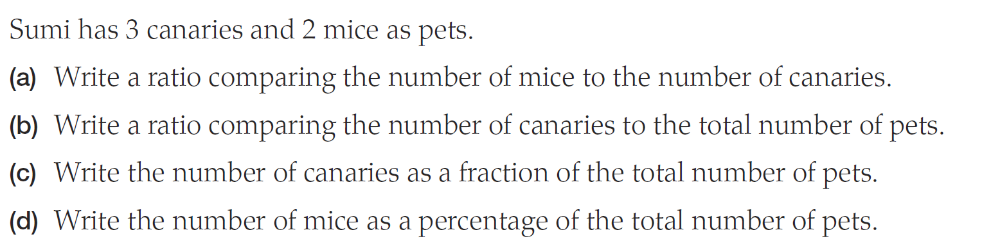 Sumi has 3 canaries and 2 mice as pets.
(a) Write a ratio comparing the number of mice to the number of canaries.
(b) Write a ratio comparing the number of canaries to the total number of pets.
(c) Write the number of canaries as a fraction of the total number of pets.
(d) Write the number of mice as a percentage of the total number of pets.